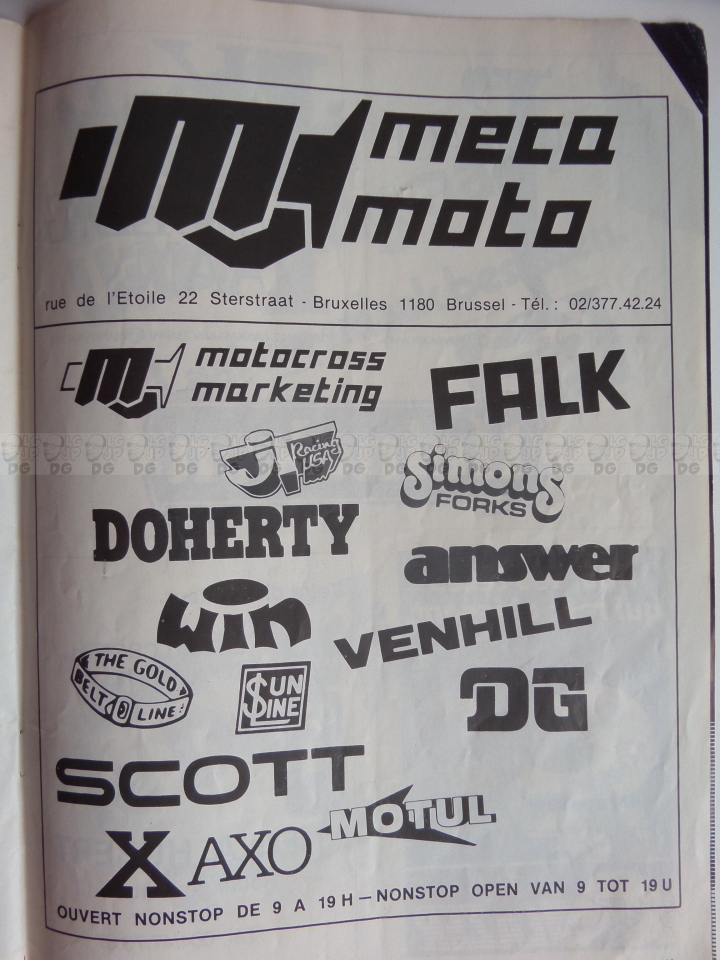 meca
moto
rue de l'Etoile 22 Sterstraat - Bruxelles 1180 Brussel - Tél. : 02/377.42.24
motocross
marketing
FALK
Racing
USA
Simons
FORKS
DOHERTY
answer
win
VENHILL
THE GOLD
BELT LINE
$UN
LINE
DG
SCOTT
X AXO
MOTUL
OUVERT NONSTOP DE 9 A 19 H — NONSTOP OPEN VAN 9 TOT 19 U